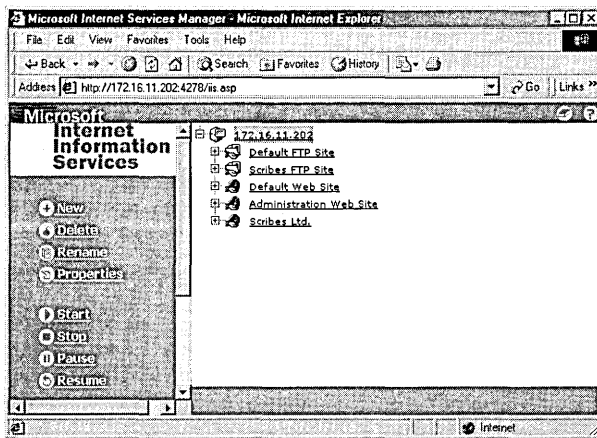 Microsoft Internet Services Manager - Microsoft Internet Explorer
File Edit View Favorites Tools Help
Back Search Favorites History
Address http://172.16.11.202:4278/iis.asp Go Links »
Microsoft
Internet
Information
Services
172.16.11.202
Default FTP Site
Scribes FTP Site
Default Web Site
Administration Web Site
Scribes Ltd.
New
Delete
Rename
Properties
Start
Stop
Pause
Resume
Internet